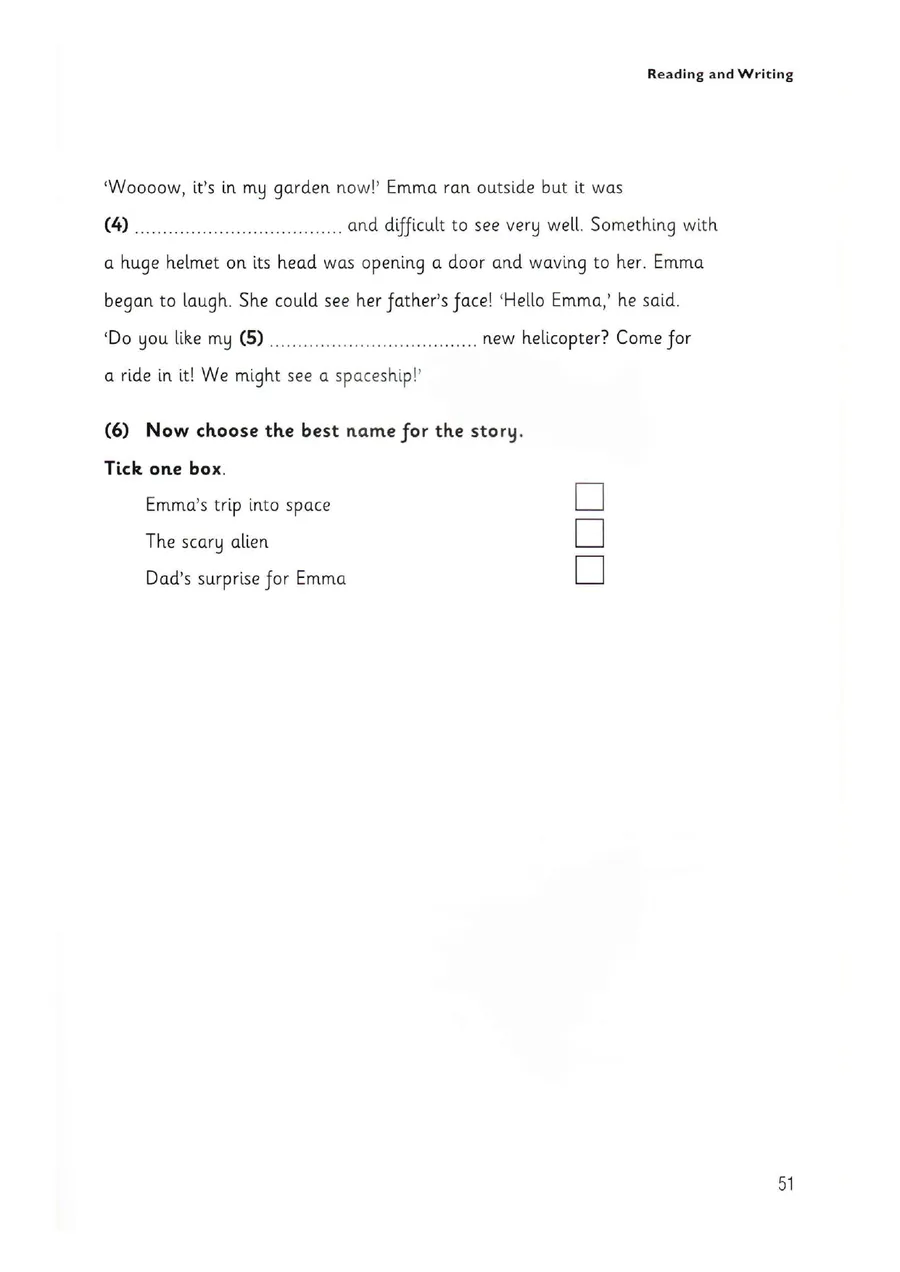 Reading and Writing
‘Woooow, it’s in my garden now!’ Emma ran outside but it was
(4) ..................................... and difficult to see very well. Something with
a huge helmet on its head was opening a door and waving to her. Emma
began to laugh. She could see her father’s face! ‘Hello Emma,’ he said.
‘Do you like my (5) ..................................... new helicopter? Come for
a ride in it! We might see a spaceship!’
(6) Now choose the best name for the story.
Tick one box.
Emma’s trip into space
The scary alien
Dad’s surprise for Emma
51